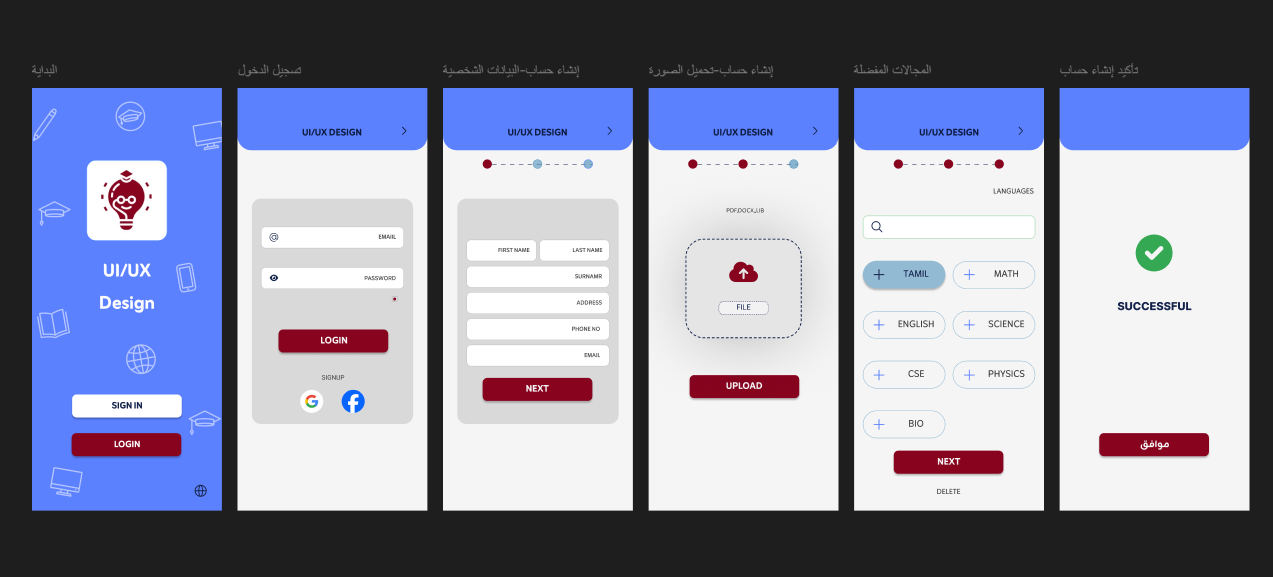 البداية
UI/UX
Design
SIGN IN
LOGIN
تسجيل الدخول
UI/UX DESIGN
@
EMAIL
PASSWORD
LOGIN
SIGNUP
إنشاء حساب-البيانات الشخصية
UI/UX DESIGN
FIRST NAME
LAST NAME
SURNAMR
ADDRESS
PHONE NO
EMAIL
NEXT
إنشاء حساب-تحميل الصورة
UI/UX DESIGN
PDF,DOCX,LIB
FILE
UPLOAD
المجالات المفضلة
UI/UX DESIGN
LANGUAGES
TAMIL
MATH
ENGLISH
SCIENCE
CSE
PHYSICS
BIO
NEXT
DELETE
تأكيد إنشاء حساب
SUCCESSFUL
موافق